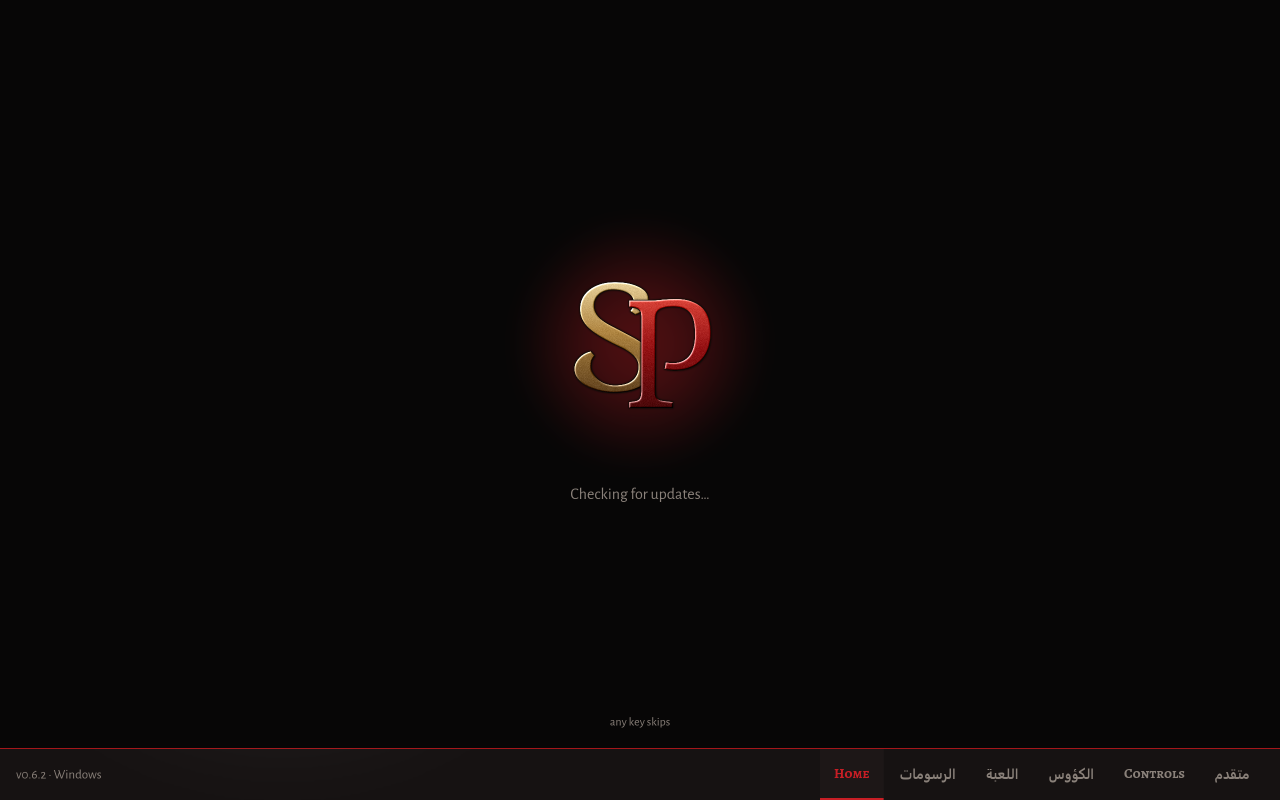 SP
Checking for updates...
any key skips
v0.6.2 · Windows
Home
الرسومات
اللعبة
الكؤوس
Controls
متقدم